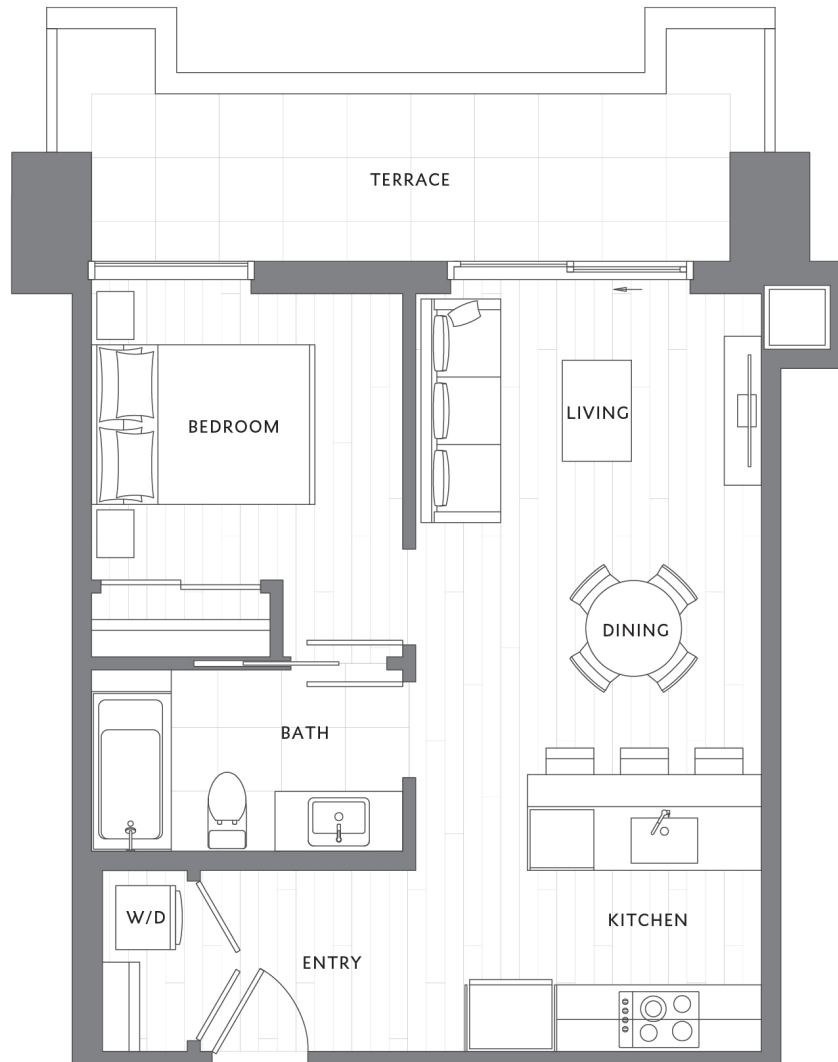 TERRACE
BEDROOM
LIVING
DINING
BATH
W/D
KITCHEN
ENTRY